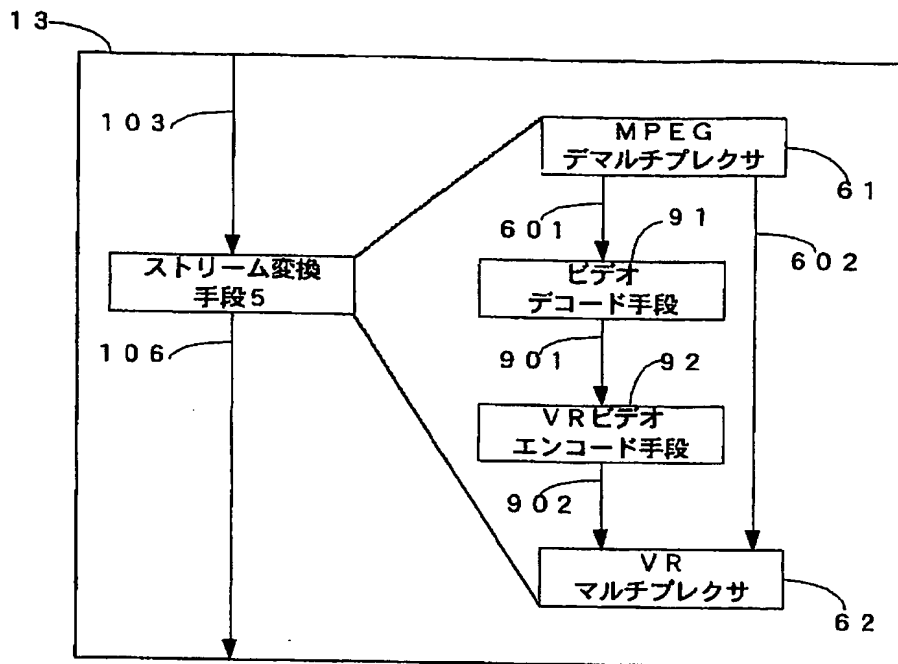 １３
１０３
ＭＰＥＧ
デマルチプレクサ
６１
６０１
９１
６０２
ストリーム変換
手段５
ビデオ
デコード手段
１０６
９０１
９２
ＶＲビデオ
エンコード手段
９０２
ＶＲ
マルチプレクサ
６２